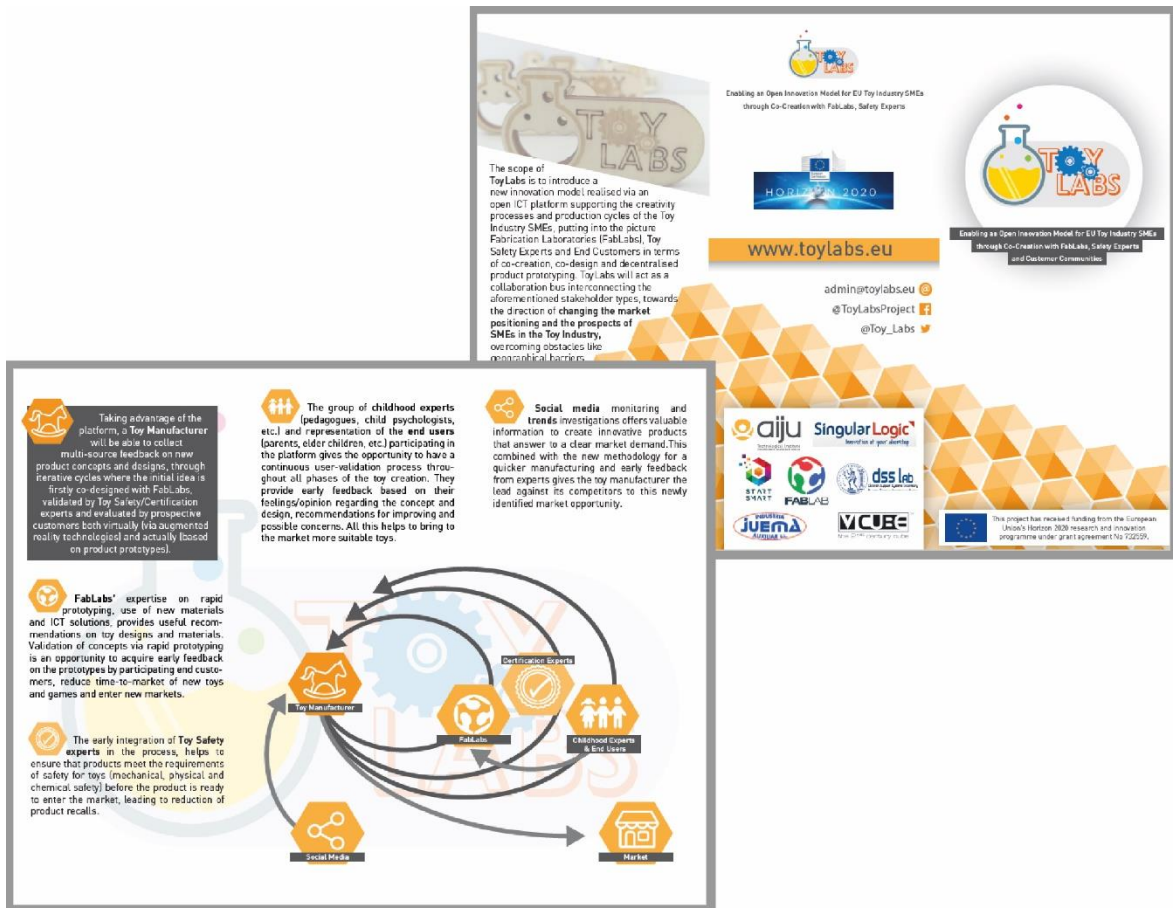 TOY
LABS
The scope of
ToyLabs is to introduce a
new innovation model realised via an
open ICT platform supporting the creativity
processes and production cycles of the Toy
Industry SMEs, putting into the picture
Fabrication Laboratories (FabLabs), Toy
Safety Experts and End Customers in terms
of co-creation, co-design and decentralised
product prototyping. ToyLabs will act as a
collaboration bus interconnecting the
aforementioned stakeholder types, towards
the direction of changing the market
positioning and the prospects of
SMEs in the Toy Industry,
overcoming obstacles like
geographical barriers
TOY
LABS
Enabling an Open Innovation Model for EU Toy Industry SMEs
through Co-Creation with FabLabs, Safety Experts
HORIZON 2020
www.toylabs.eu
admin@toylabs.eu
@ToyLabsProject
@Toy_Labs
aiju
SingularLogic
START
SMART
FABLAB
dss lab
INDUSTRIA
JUEMA
AUXILIAR S.L.
VCUBE
the 21st century cube
TOY
LABS
Enabling an Open Innovation Model for EU Toy Industry SMEs
through Co-Creation with FabLabs, Safety Experts
and Customer Communities
This project has received funding from the European
Union's Horizon 2020 research and innovation
programme under grant agreement No 732559.
Taking advantage of the
platform, a Toy Manufacturer
will be able to collect
multi-source feedback on new
product concepts and designs, through
iterative cycles where the initial idea is
firstly co-designed with FabLabs,
validated by Toy Safety/Certification
experts and evaluated by prospective
customers both virtually (via augmented
reality technologies) and actually (based
on product prototypes).
FabLabs' expertise on rapid
prototyping, use of new materials
and ICT solutions, provides useful recom-
mendations on toy designs and materials.
Validation of concepts via rapid prototyping
is an opportunity to acquire early feedback
on the prototypes by participating end custo-
mers, reduce time-to-market of new toys
and games and enter new markets.
The early integration of Toy Safety
experts in the process, helps to
ensure that products meet the requirements
of safety for toys (mechanical, physical and
chemical safety) before the product is ready
to enter the market, leading to reduction of
product recalls.
The group of childhood experts
(pedagogues, child psychologists,
etc.) and representation of the end users
(parents, elder children, etc.) participating in
the platform gives the opportunity to have a
continuous user-validation process throu-
ghout all phases of the toy creation. They
provide early feedback based on their
feelings/opinion regarding the concept and
design, recommendations for improving and
possible concerns. All this helps to bring to
the market more suitable toys.
Social media monitoring and
trends investigations offers valuable
information to create innovative products
that answer to a clear market demand.This
combined with the new methodology for a
quicker manufacturing and early feedback
from experts gives the toy manufacturer the
lead against its competitors to this newly
identified market opportunity.
TOY
LABS
Toy Manufacturer
FabLabs
Certification Experts
Childhood Experts
& End Users
Social Media
Market